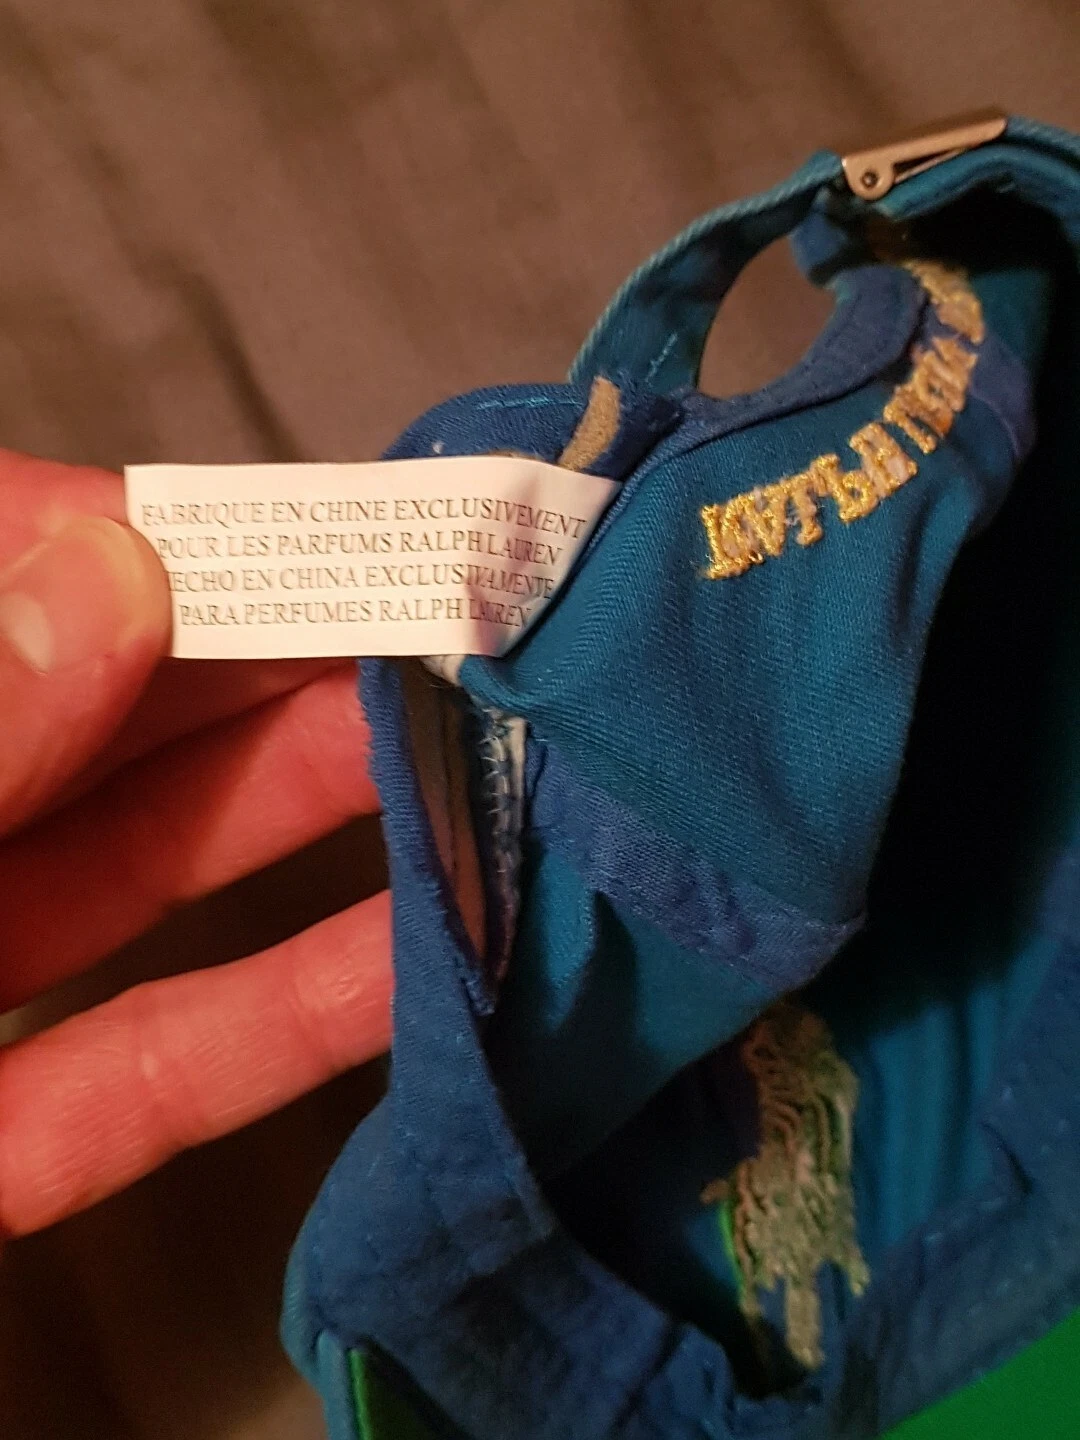 FABRIQUE EN CHINE EXCLUSIVEMENT
POUR LES PARFUMS RALPH LAUREN
HECHO EN CHINA EXCLUSIVAMENTE
PARA PERFUMES RALPH LAUREN